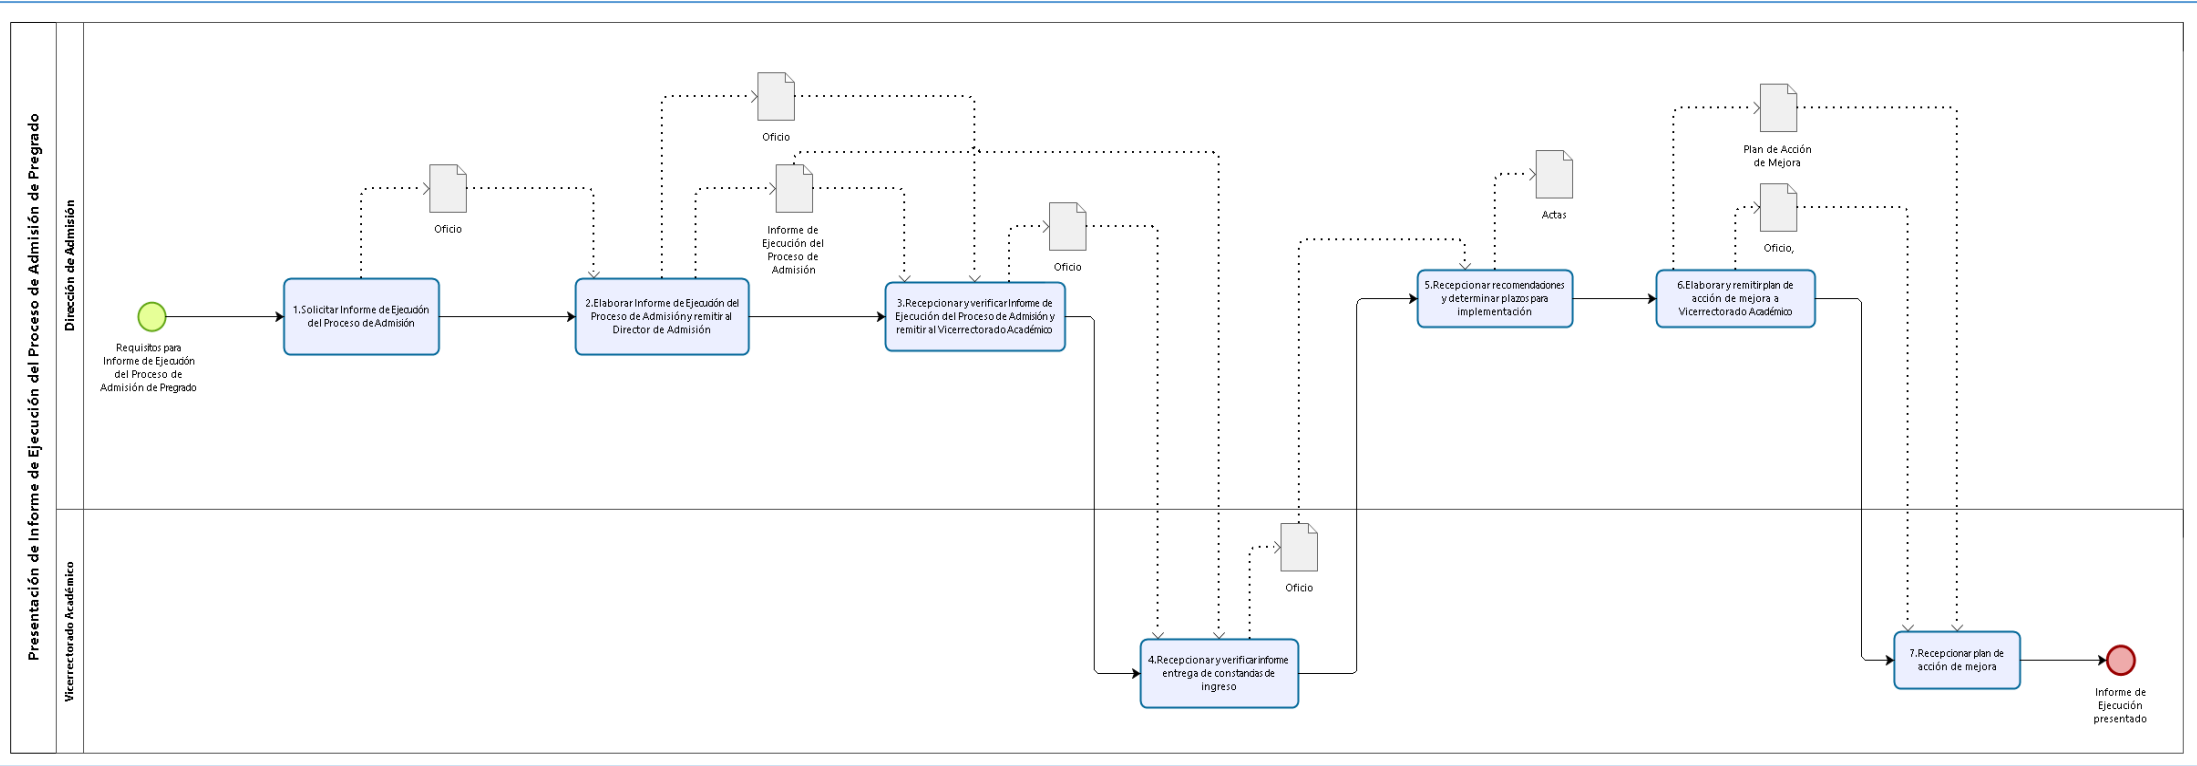 Presentación de Informe de Ejecución del Proceso de Admisión de Pregrado
Dirección de Admisión
Requisitos para
Informe de Ejecución
del Proceso de
Admisión de Pregrado
1.Solicitar Informe de Ejecución
del Proceso de Admisión
Oficio
2.Elaborar Informe de Ejecución del
Proceso de Admisión y remitir al
Director de Admisión
Oficio
Informe de
Ejecución del
Proceso de
Admisión
3.Recepcionar y verificar Informe de
Ejecución del Proceso de Admisión y
remitir al Vicerrectorado Académico
Oficio
5.Recepcionar recomendaciones
y determinar plazos para
implementación
Actas
6.Elaborar y remitir plan de
acción de mejora a
Vicerrectorado Académico
Plan de Acción
de Mejora
Oficio,
Vicerrectorado Académico
4.Recepcionar y verificar informe
entrega de constancias de
ingreso
Oficio
7.Recepcionar plan de
acción de mejora
Informe de
Ejecución
presentado